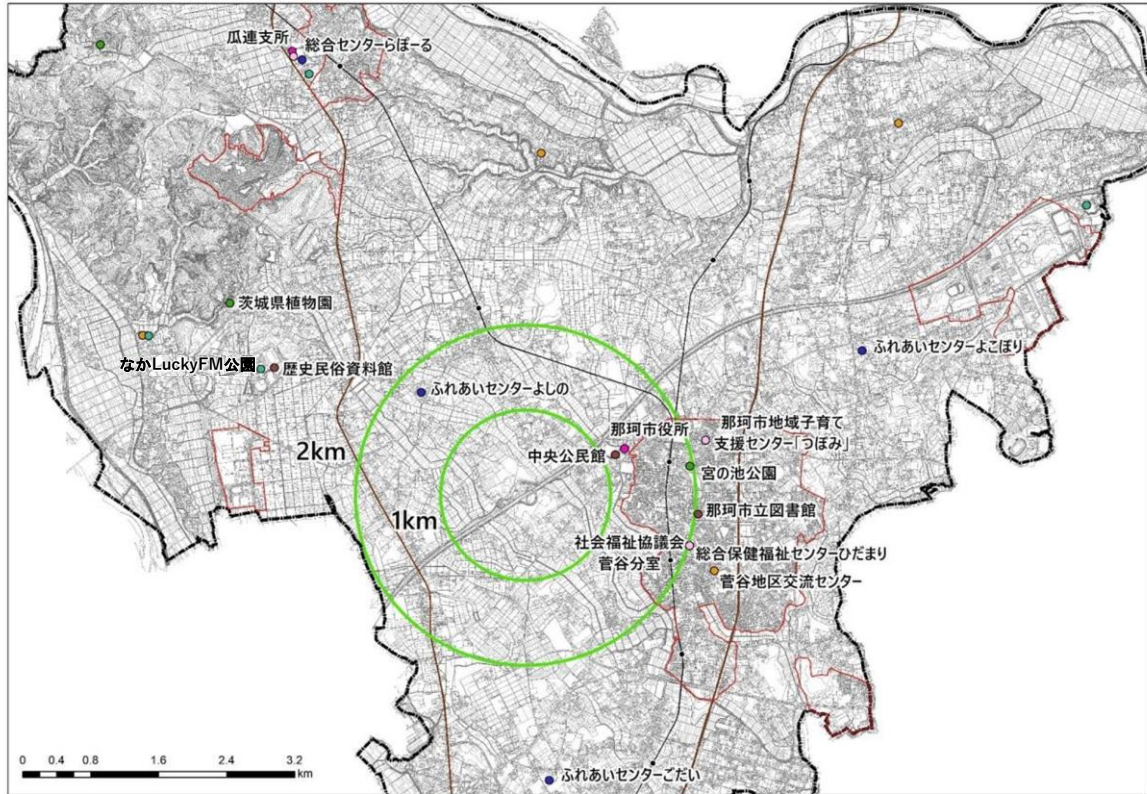 瓜連支所
総合センターらぽーる
茨城県植物園
なかLuckyFM公園
歴史民俗資料館
ふれあいセンターよこぼり
ふれあいセンターよしの
那珂市役所
那珂市地域子育て
支援センター「つぼみ」
中央公民館
宮の池公園
2km
那珂市立図書館
1km
社会福祉協議会
菅谷分室
総合保健福祉センターひだまり
菅谷地区交流センター
ふれあいセンターごだい
0 0.4 0.8 1.6 2.4 3.2
km